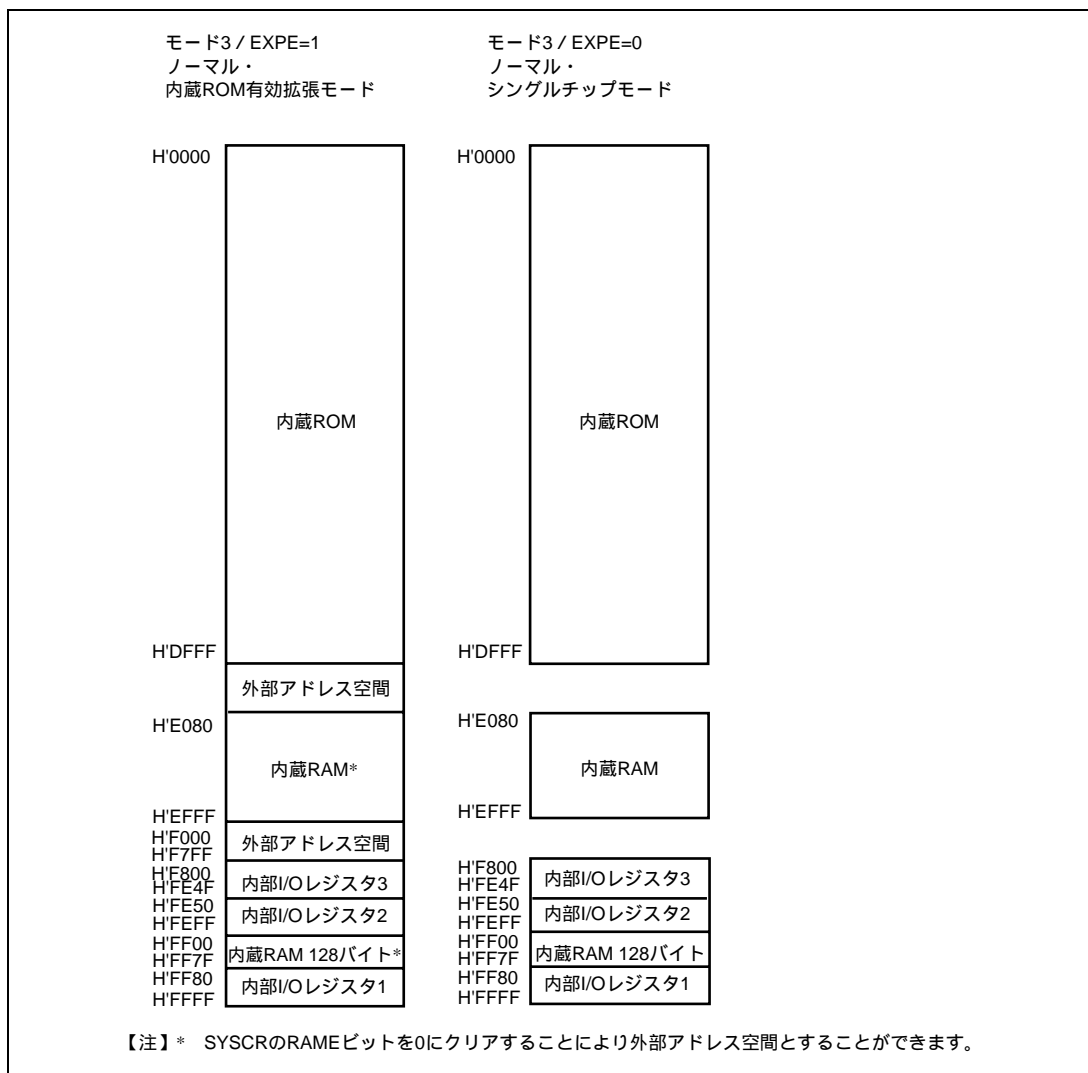 モード3 / EXPE=1
ノーマル・
内蔵ROM有効拡張モード
H'0000
内蔵ROM
H'DFFF
外部アドレス空間
H'E080
内蔵RAM*
H'EFFF
H'F000
外部アドレス空間
H'F7FF
H'F800
内部I/Oレジスタ3
H'FE4F
H'FE50
内部I/Oレジスタ2
H'FEFF
H'FF00
内蔵RAM 128バイト*
H'FF7F
H'FF80
内部I/Oレジスタ1
H'FFFF
モード3 / EXPE=0
ノーマル・
シングルチップモード
H'0000
内蔵ROM
H'DFFF
H'E080
内蔵RAM
H'EFFF
H'F800
内部I/Oレジスタ3
H'FE4F
H'FE50
内部I/Oレジスタ2
H'FEFF
H'FF00
内蔵RAM 128バイト
H'FF7F
H'FF80
内部I/Oレジスタ1
H'FFFF
【注】* SYSCRのRAMEビットを0にクリアすることにより外部アドレス空間とすることができます。